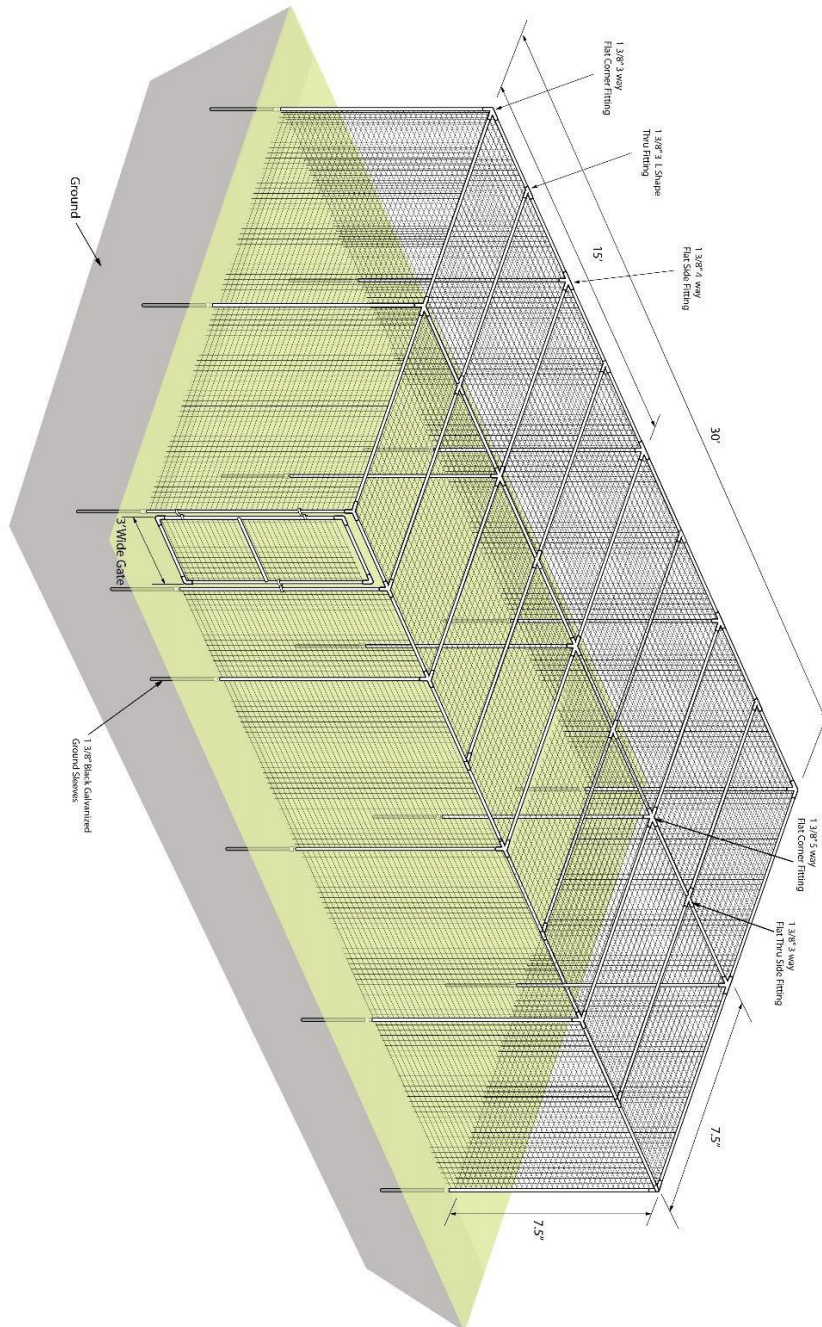 1 3/8" 3 way
Flat Corner Fitting
1 3/8" 3 L Shape
Thru Fitting
1 3/8" 4 way
Flat Side Fitting
15'
30'
1 3/8" 5 way
Flat Corner Fitting
1 3/8" 3 way
Flat Thru Side Fitting
7.5"
7.5"
Ground
3' Wide Gate
1 3/8" Black Galvanized
Ground Sleeves